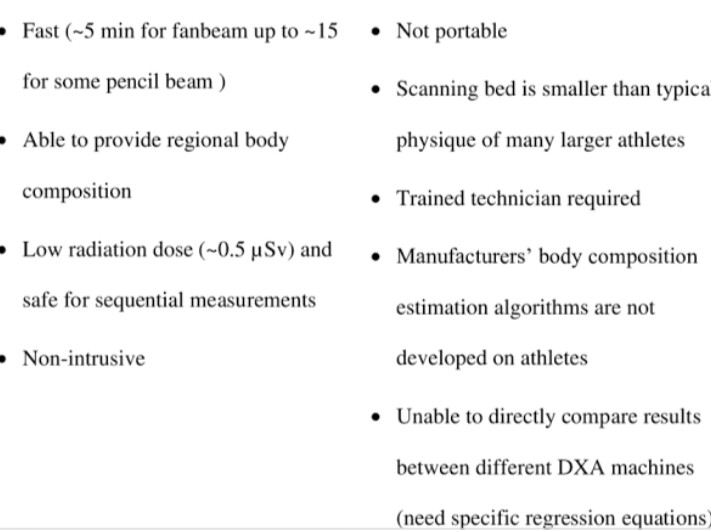 • Fast (~5 min for fanbeam up to ~15
for some pencil beam )
• Able to provide regional body
composition
• Low radiation dose (~0.5 µSv) and
safe for sequential measurements
• Non-intrusive
• Not portable
• Scanning bed is smaller than typica
physique of many larger athletes
• Trained technician required
• Manufacturers’ body composition
estimation algorithms are not
developed on athletes
• Unable to directly compare results
between different DXA machines
(need specific regression equations)